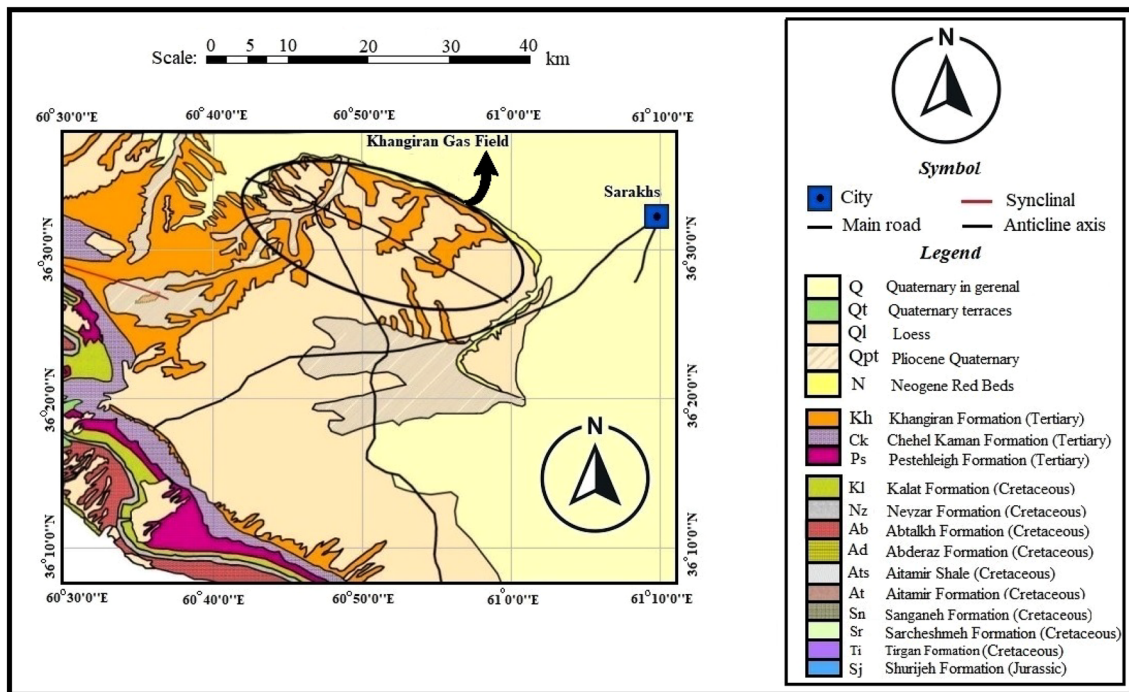 Scale: 0 5 10 20 30 40 km
60°30'0''E 60°40'0''E 60°50'0''E 61°0'0''E 61°10'0''E
Khangiran Gas Field
Sarakhs
36°30'0''N 36°30'0''N
36°20'0''N 36°20'0''N
N
36°10'0''N 36°10'0''N
60°30'0''E 60°40'0''E 60°50'0''E 61°0'0''E 61°10'0''E
N
Symbol
City Synclinal
Main road Anticline axis
Legend
Q Quaternary in gerenal
Qt Quaternary terraces
Ql Loess
Qpt Pliocene Quaternary
N Neogene Red Beds
Kh Khangiran Formation (Tertiary)
Ck Chehel Kaman Formation (Tertiary)
Ps Pestehleigh Formation (Tertiary)
Kl Kalat Formation (Cretaceous)
Nz Neyzar Formation (Cretaceous)
Ab Abtalkh Formation (Cretaceous)
Ad Abderaz Formation (Cretaceous)
Ats Aitamir Shale (Cretaceous)
At Aitamir Formation (Cretaceous)
Sn Sanganeh Formation (Cretaceous)
Sr Sarcheshmeh Formation (Cretaceous)
Ti Tirgan Formation (Cretaceous)
Sj Shurijeh Formation (Jurassic)